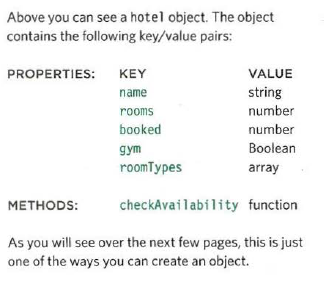 Above you can see a hotel object. The object
contains the following key/value pairs:
PROPERTIES: KEY VALUE
name string
rooms number
booked number
gym Boolean
roomTypes array
METHODS: checkAvailability function
As you will see over the next few pages, this is just
one of the ways you can create an object.